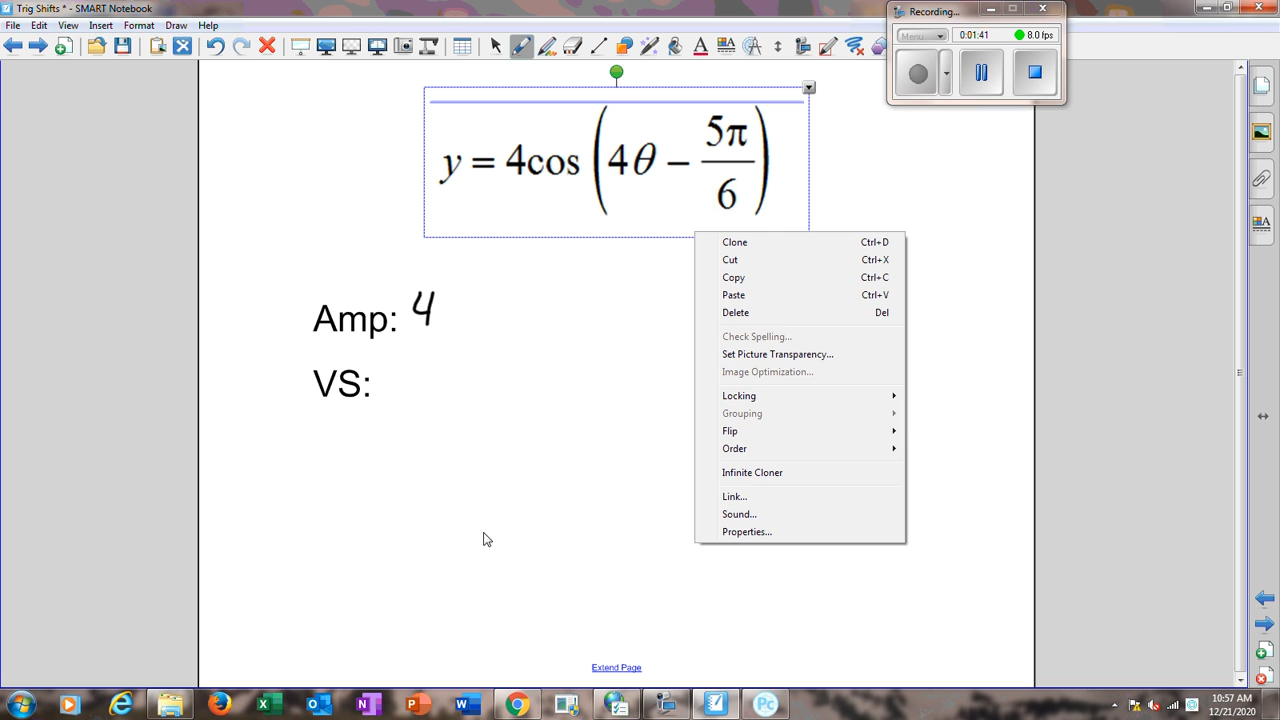 Trig Shifts * - SMART Notebook
Recording...
File Edit View Insert Format Draw Help
Menu 0:01:41 8.0 fps
y = 4cos (4θ − 5π/6)
Clone Ctrl+D
Cut Ctrl+X
Copy Ctrl+C
Paste Ctrl+V
Delete Del
Check Spelling...
Set Picture Transparency...
Image Optimization...
Locking
Grouping
Flip
Order
Infinite Cloner
Link...
Sound...
Properties...
Amp: 4
VS:
Extend Page
10:57 AM
12/21/2020